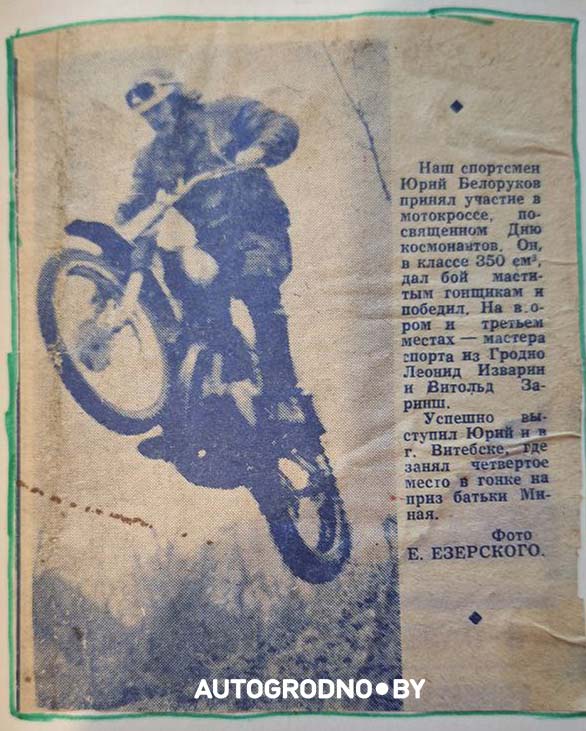 Наш спортсмен
Юрий Белоруков
принял участие в
мотокроссе, по-
священном Дню
космонавтов. Он,
в классе 350 см³,
дал бой масти-
тым гонщикам и
победил. На в.о-
ром и третьем
местах — мастера
спорта из Гродно
Леонид Изварин
и Витольд За-
ринш.
Успешно вы-
ступил Юрий и в
г. Витебске, где
занял четвертое
место в гонке на
приз батьки Ми-
ная.
Фото
Е. ЕЗЕРСКОГО.
AUTOGRODNO●BY